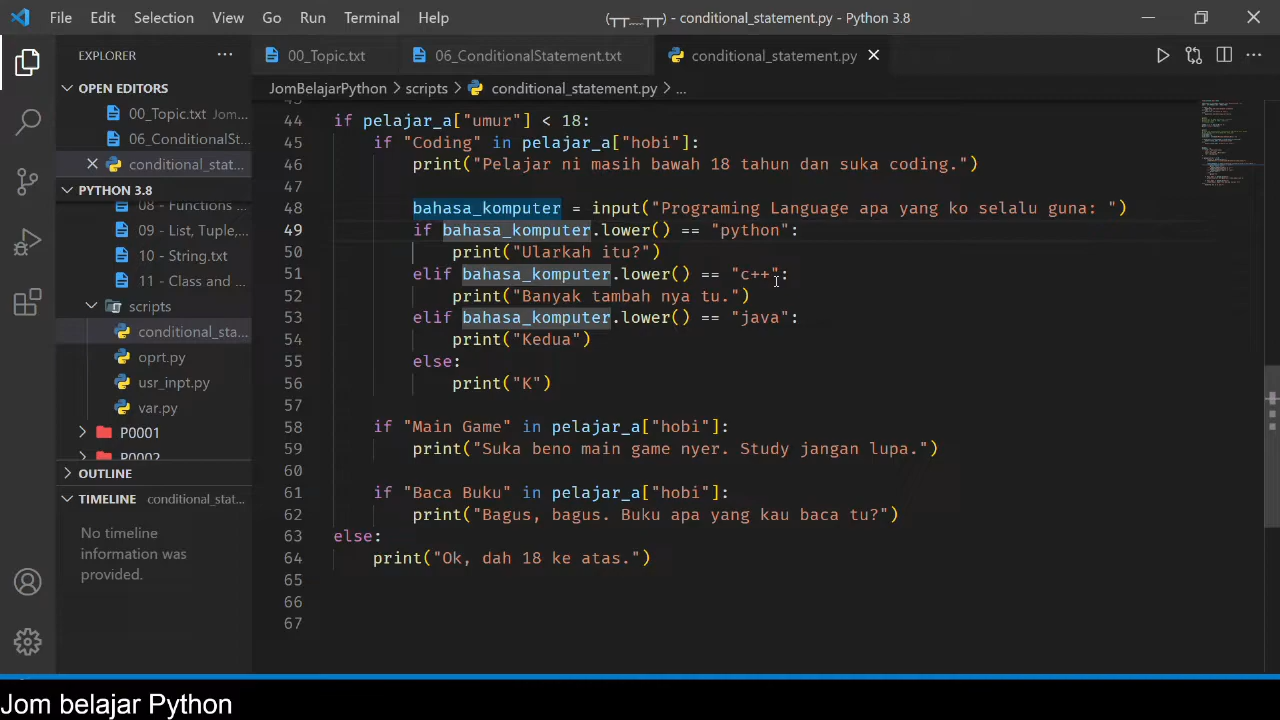 File Edit Selection View Go Run Terminal Help (┬┬﹏┬┬) - conditional_statement.py - Python 3.8
EXPLORER ... 00_Topic.txt 06_ConditionalStatement.txt conditional_statement.py
OPEN EDITORS
00_Topic.txt Jom...
06_ConditionalSt...
conditional_stat...
PYTHON 3.8
08 - Functions
09 - List, Tuple,...
10 - String.txt
11 - Class and ...
scripts
conditional_sta...
oprt.py
usr_inpt.py
var.py
P0001
P0002
OUTLINE
TIMELINE conditional_stat...
No timeline
information was
provided.
JomBelajarPython > scripts > conditional_statement.py > ...
43
44 if pelajar_a["umur"] < 18:
45 if "Coding" in pelajar_a["hobi"]:
46 print("Pelajar ni masih bawah 18 tahun dan suka coding.")
47
48 bahasa_komputer = input("Programing Language apa yang ko selalu guna: ")
49 if bahasa_komputer.lower() == "python":
50 print("Ularkah itu?")
51 elif bahasa_komputer.lower() == "c++":
52 print("Banyak tambah nya tu.")
53 elif bahasa_komputer.lower() == "java":
54 print("Kedua")
55 else:
56 print("K")
57
58 if "Main Game" in pelajar_a["hobi"]:
59 print("Suka beno main game nyer. Study jangan lupa.")
60
61 if "Baca Buku" in pelajar_a["hobi"]:
62 print("Bagus, bagus. Buku apa yang kau baca tu?")
63 else:
64 print("Ok, dah 18 ke atas.")
65
66
67
Jom belajar Python